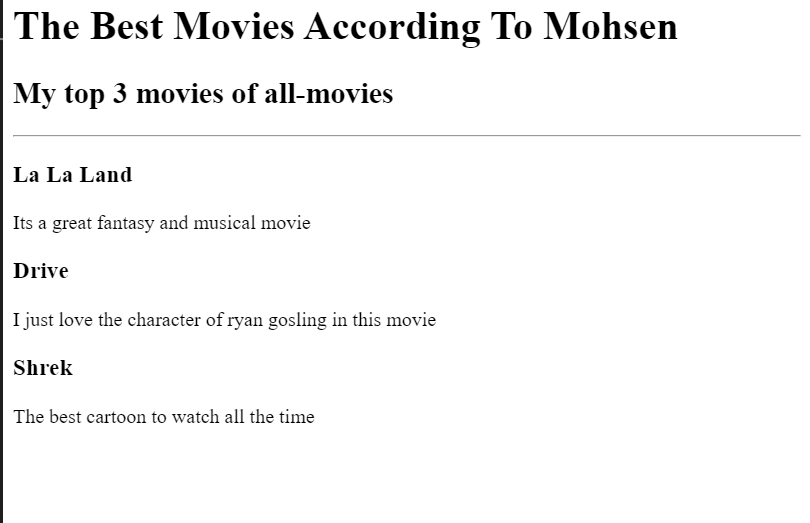 The Best Movies According To Mohsen
My top 3 movies of all-movies
La La Land
Its a great fantasy and musical movie
Drive
I just love the character of ryan gosling in this movie
Shrek
The best cartoon to watch all the time